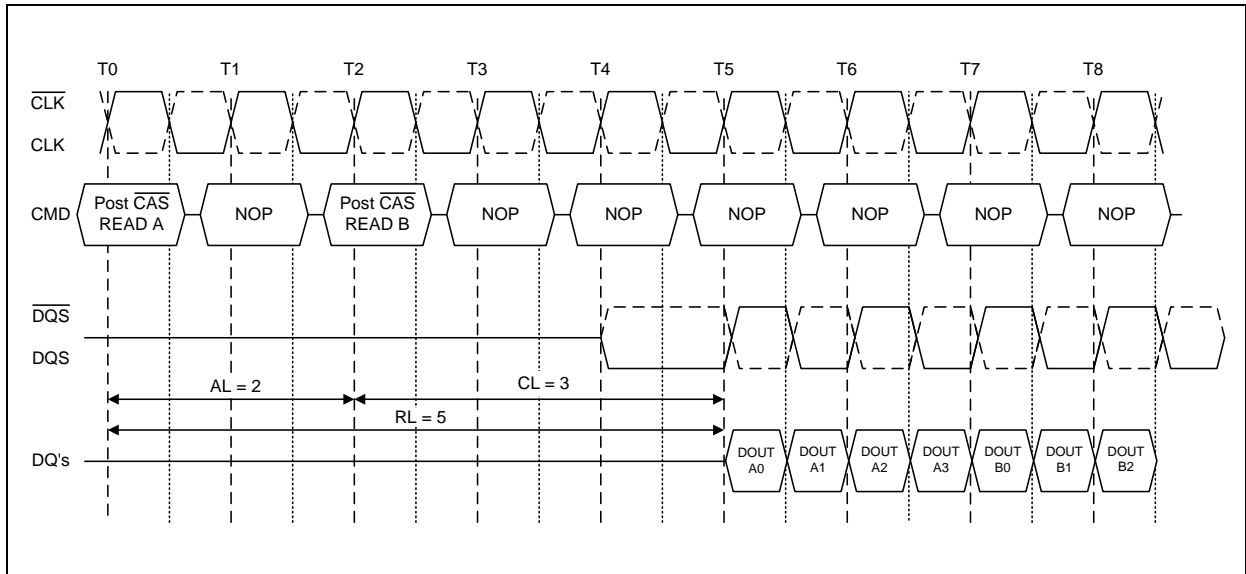 T0 T1 T2 T3 T4 T5 T6 T7 T8
CLK
CLK
CMD
Post CAS
READ A
NOP
Post CAS
READ B
NOP
NOP
NOP
NOP
NOP
NOP
DQS
DQS
AL = 2
CL = 3
RL = 5
DQ's
DOUT
A0
DOUT
A1
DOUT
A2
DOUT
A3
DOUT
B0
DOUT
B1
DOUT
B2